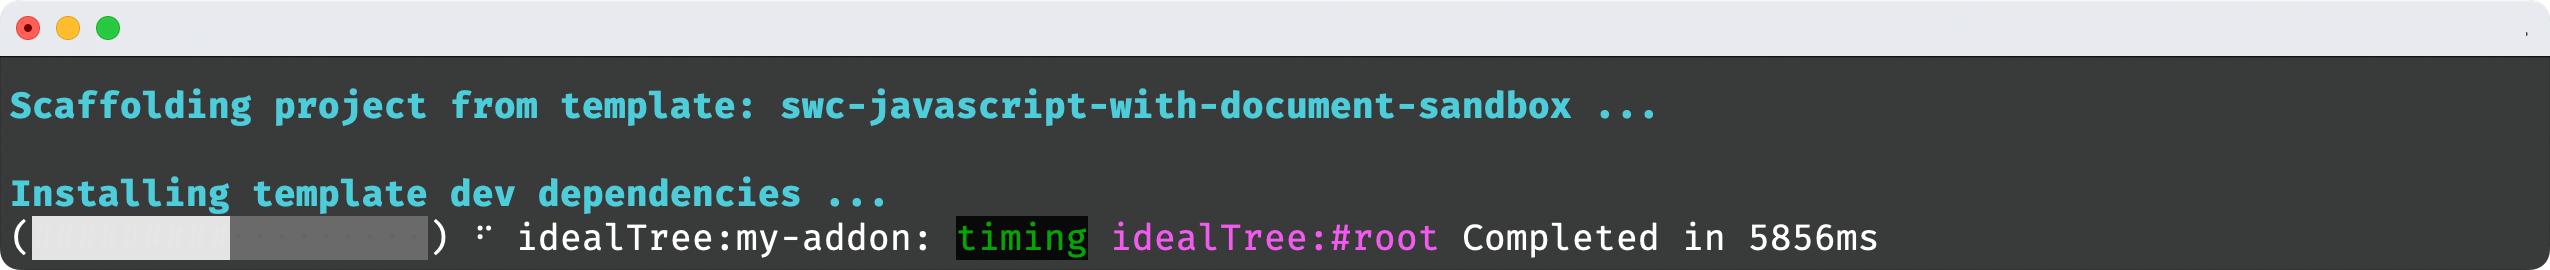 Scaffolding project from template: swc-javascript-with-document-sandbox ...
Installing template dev dependencies ...
(                  ) ⠋ idealTree:my-addon: timing idealTree:#root Completed in 5856ms